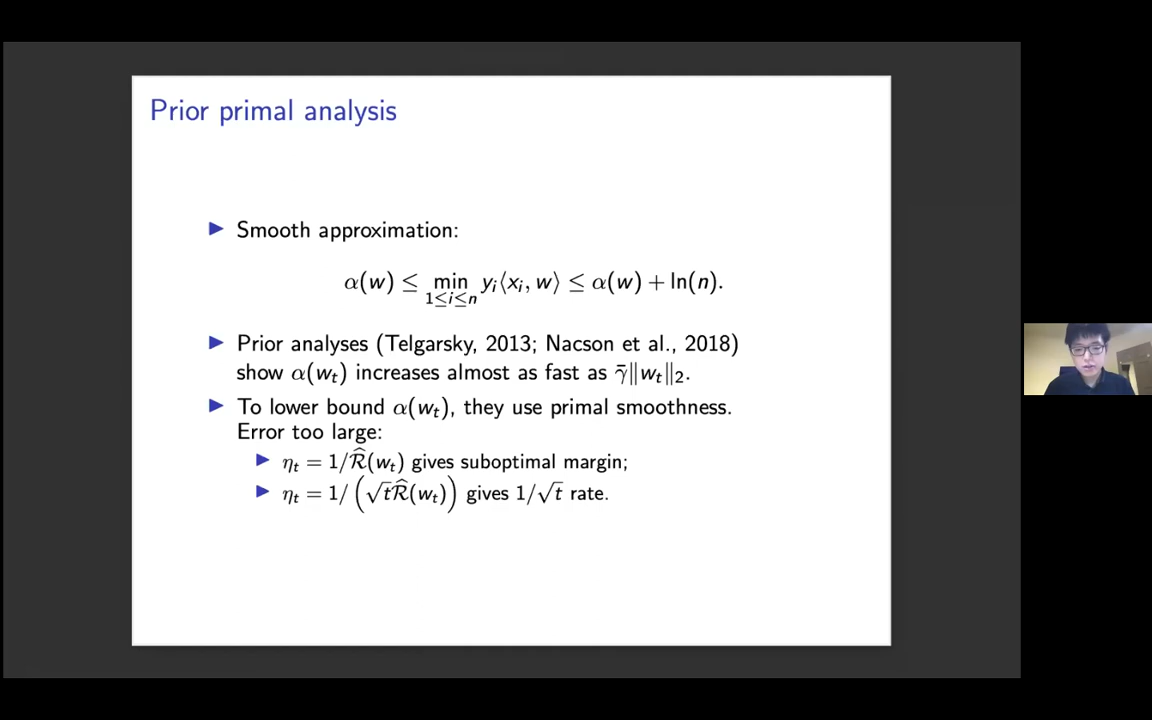 Prior primal analysis
▶ Smooth approximation:
α(w) ≤ min_{1≤i≤n} y_i⟨x_i, w⟩ ≤ α(w) + ln(n).
▶ Prior analyses (Telgarsky, 2013; Nacson et al., 2018)
show α(w_t) increases almost as fast as γ̄‖w_t‖₂.
▶ To lower bound α(w_t), they use primal smoothness.
Error too large:
▶ η_t = 1/R̂(w_t) gives suboptimal margin;
▶ η_t = 1/(√t R̂(w_t)) gives 1/√t rate.